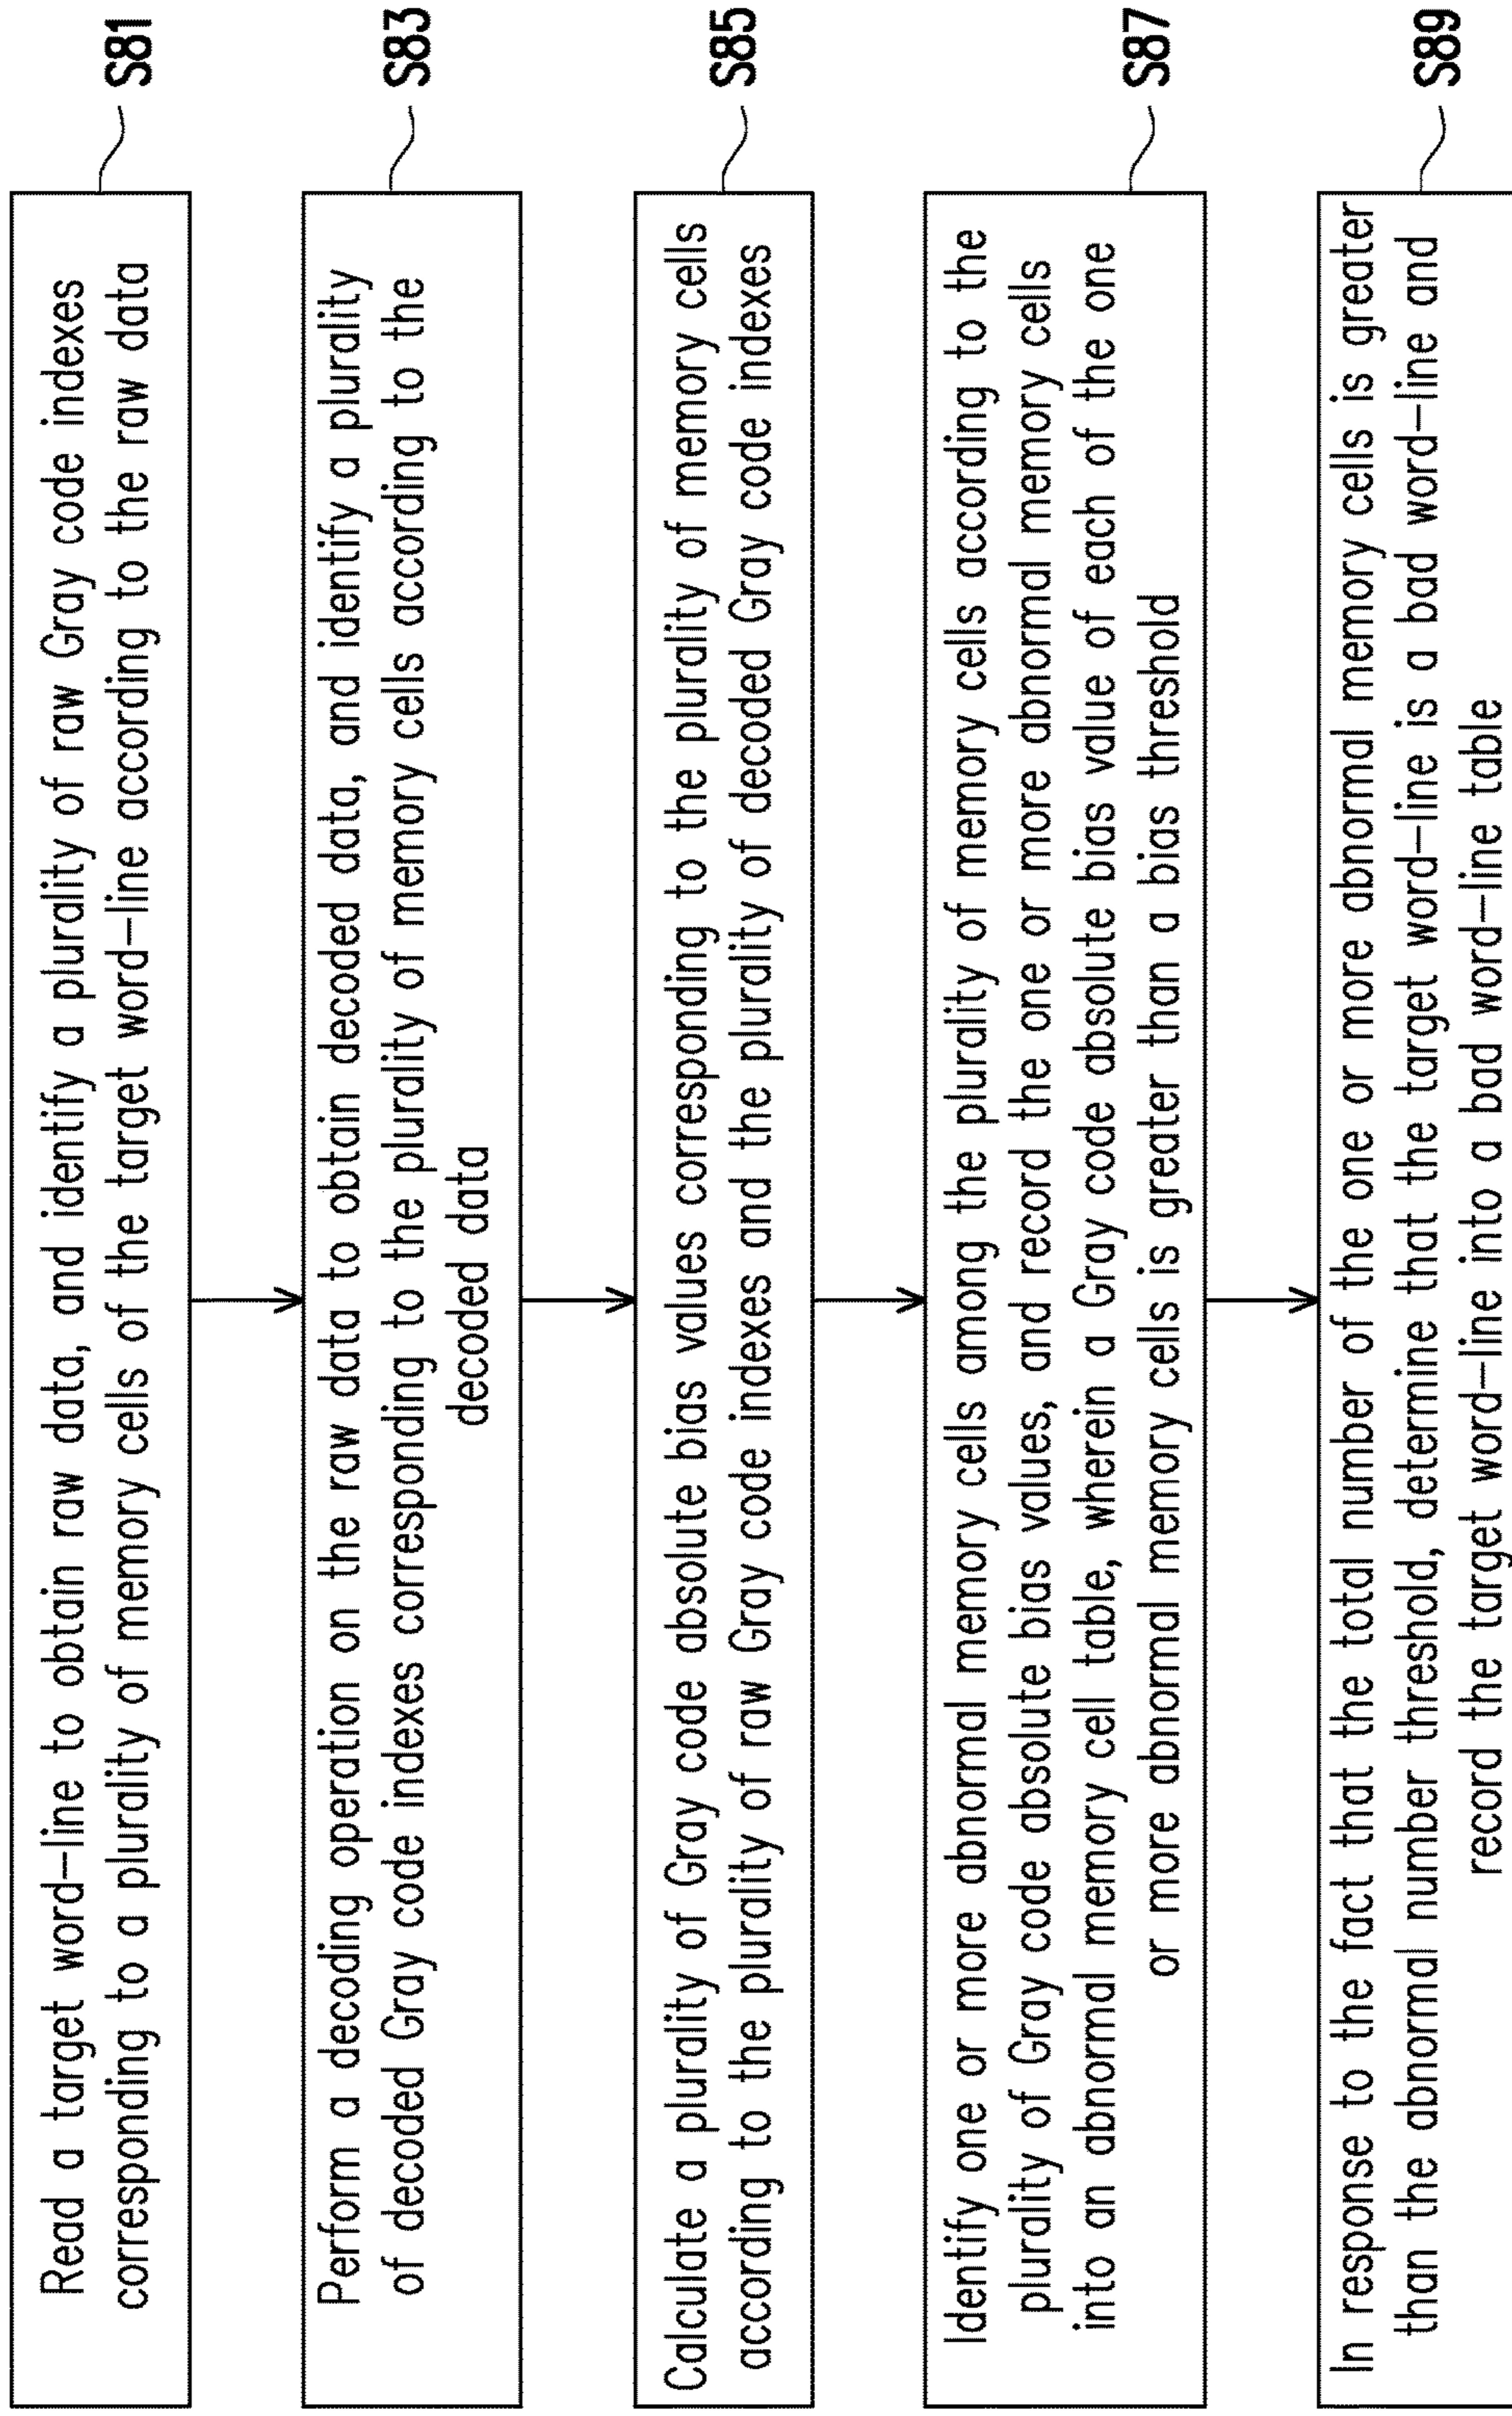 Read a target word-line to obtain raw data, and identify a plurality of raw Gray code indexes
corresponding to a plurality of memory cells of the target word-line according to the raw data
S81
Perform a decoding operation on the raw data to obtain decoded data, and identify a plurality
of decoded Gray code indexes corresponding to the plurality of memory cells according to the
decoded data
S83
Calculate a plurality of Gray code absolute bias values corresponding to the plurality of memory cells
according to the plurality of raw Gray code indexes and the plurality of decoded Gray code indexes
S85
Identify one or more abnormal memory cells among the plurality of memory cells according to the
plurality of Gray code absolute bias values, and record the one or more abnormal memory cells
into an abnormal memory cell table, wherein a Gray code absolute bias value of each of the one
or more abnormal memory cells is greater than a bias threshold
S87
In response to the fact that the total number of the one or more abnormal memory cells is greater
than the abnormal number threshold, determine that the target word-line is a bad word-line and
record the target word-line into a bad word-line table
S89